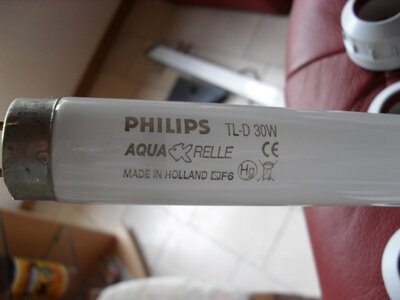 PHILIPS TL-D 30W
AQUA RELLE CE
MADE IN HOLLAND F6 Hg